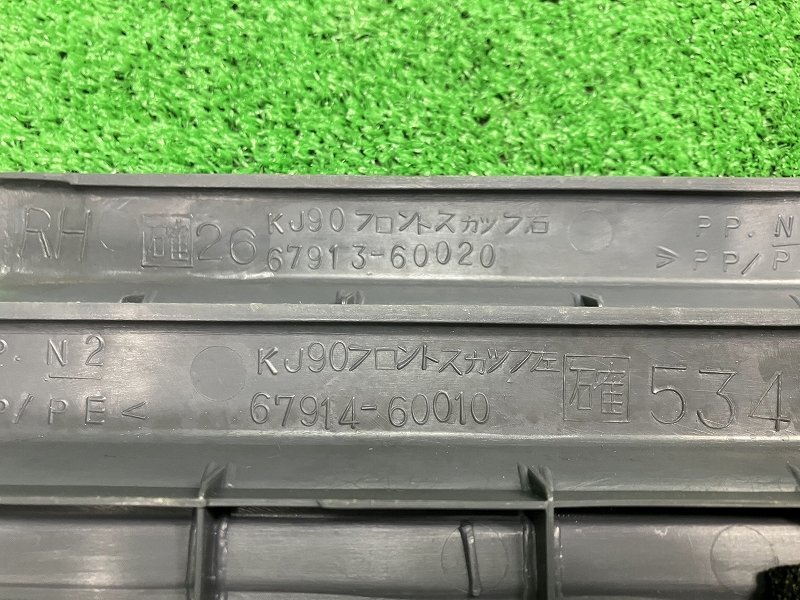 RH 確 26 KJ90フロントスカッフ右 PP. N
67913-60020 >PP/P
P. N2 KJ90フロントスカッフ左 確 534
P/PE< 67914-60010